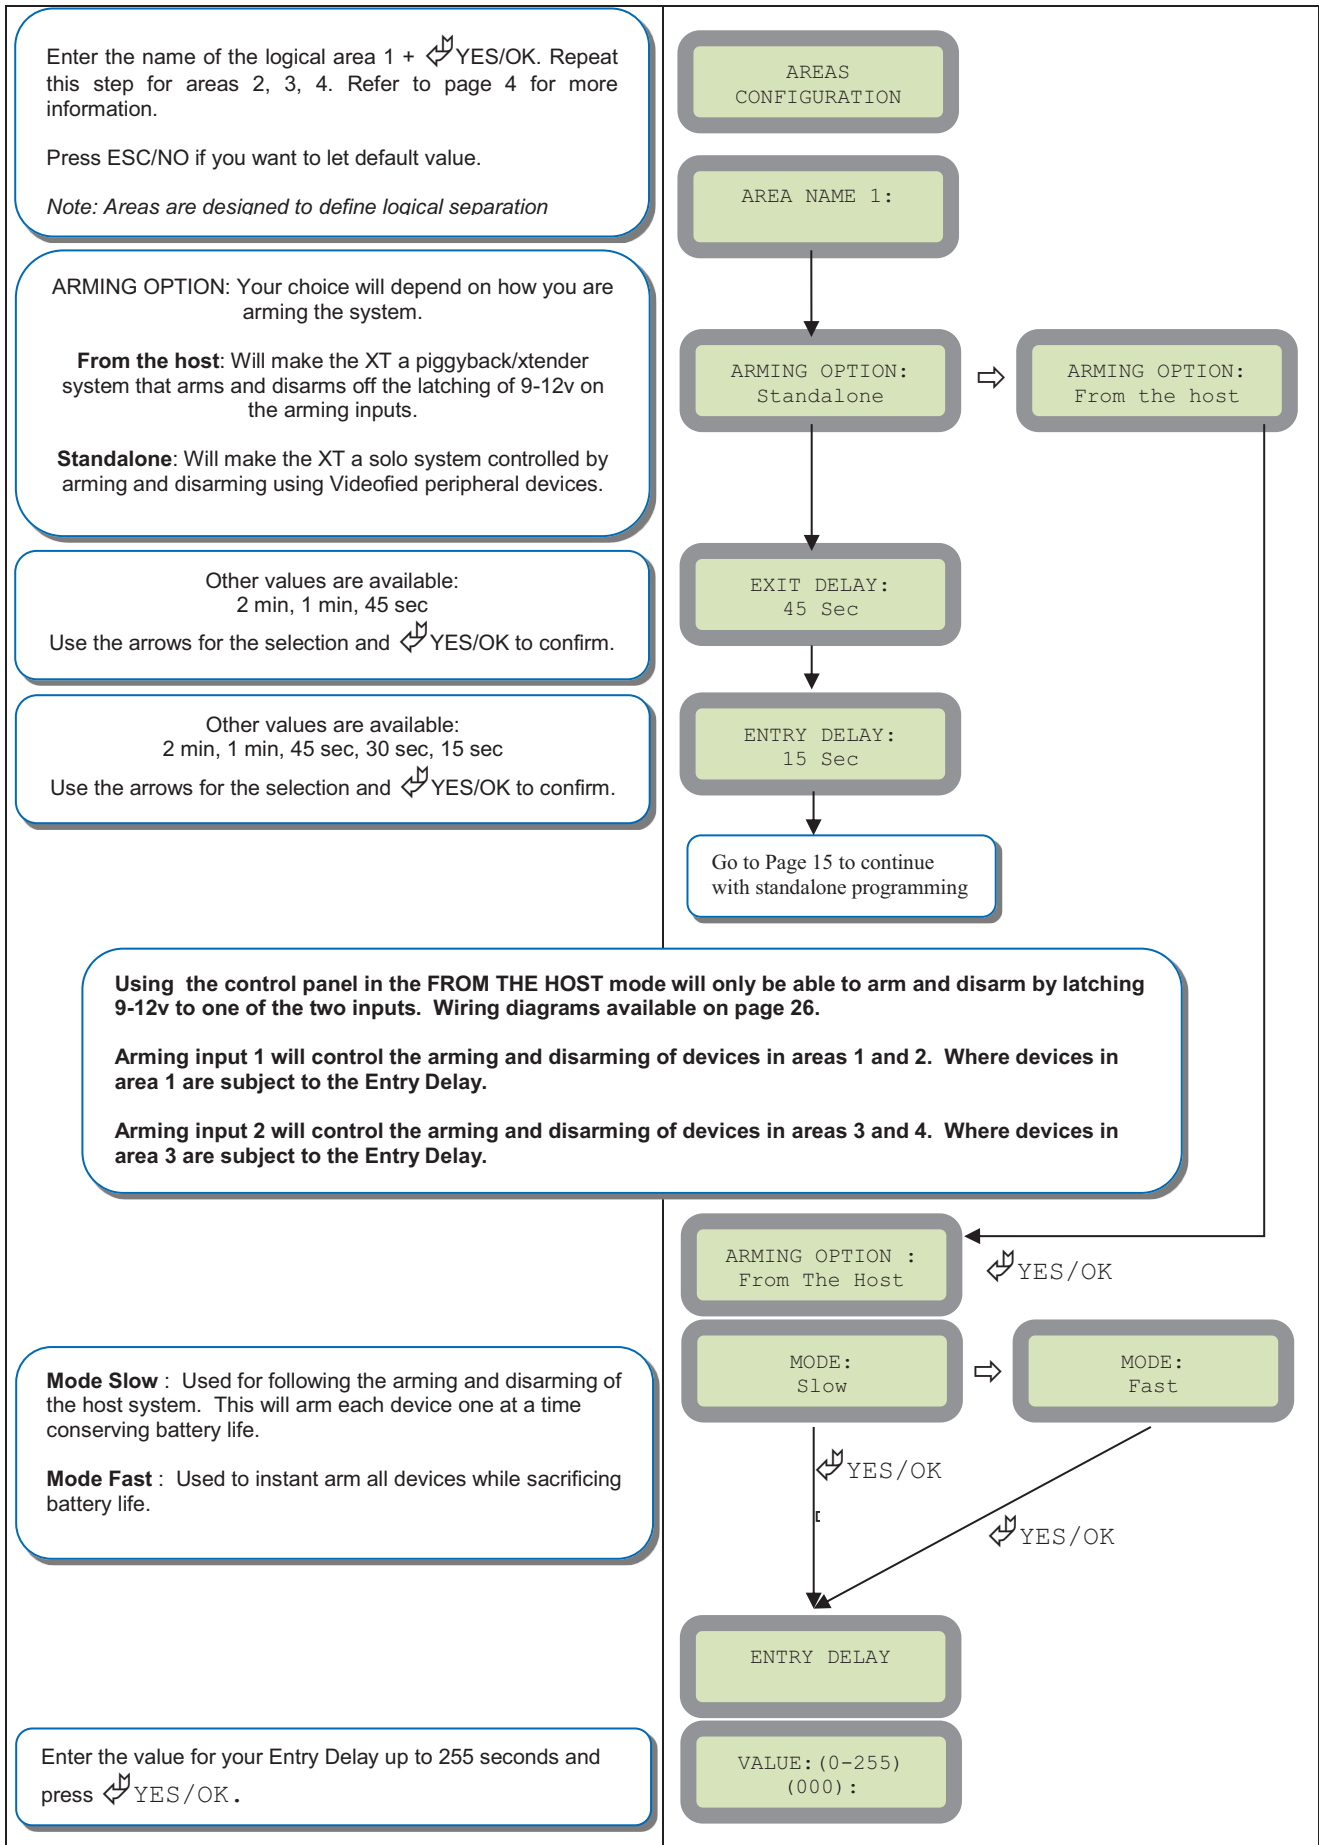 Enter the name of the logical area 1 + YES/OK. Repeat
this step for areas 2, 3, 4. Refer to page 4 for more
information.
Press ESC/NO if you want to let default value.
Note: Areas are designed to define logical separation
AREAS
CONFIGURATION
AREA NAME 1:
ARMING OPTION: Your choice will depend on how you are
arming the system.
From the host: Will make the XT a piggyback/xtender
system that arms and disarms off the latching of 9-12v on
the arming inputs.
Standalone: Will make the XT a solo system controlled by
arming and disarming using Videofied peripheral devices.
ARMING OPTION:
Standalone
ARMING OPTION:
From the host
Other values are available:
2 min, 1 min, 45 sec
Use the arrows for the selection and YES/OK to confirm.
EXIT DELAY:
45 Sec
Other values are available:
2 min, 1 min, 45 sec, 30 sec, 15 sec
Use the arrows for the selection and YES/OK to confirm.
ENTRY DELAY:
15 Sec
Go to Page 15 to continue
with standalone programming
Using the control panel in the FROM THE HOST mode will only be able to arm and disarm by latching
9-12v to one of the two inputs. Wiring diagrams available on page 26.
Arming input 1 will control the arming and disarming of devices in areas 1 and 2. Where devices in
area 1 are subject to the Entry Delay.
Arming input 2 will control the arming and disarming of devices in areas 3 and 4. Where devices in
area 3 are subject to the Entry Delay.
ARMING OPTION :
From The Host
YES/OK
Mode Slow : Used for following the arming and disarming of
the host system. This will arm each device one at a time
conserving battery life.
Mode Fast : Used to instant arm all devices while sacrificing
battery life.
MODE:
Slow
MODE:
Fast
YES/OK
YES/OK
ENTRY DELAY
Enter the value for your Entry Delay up to 255 seconds and
press YES/OK.
VALUE:(0-255)
(000):